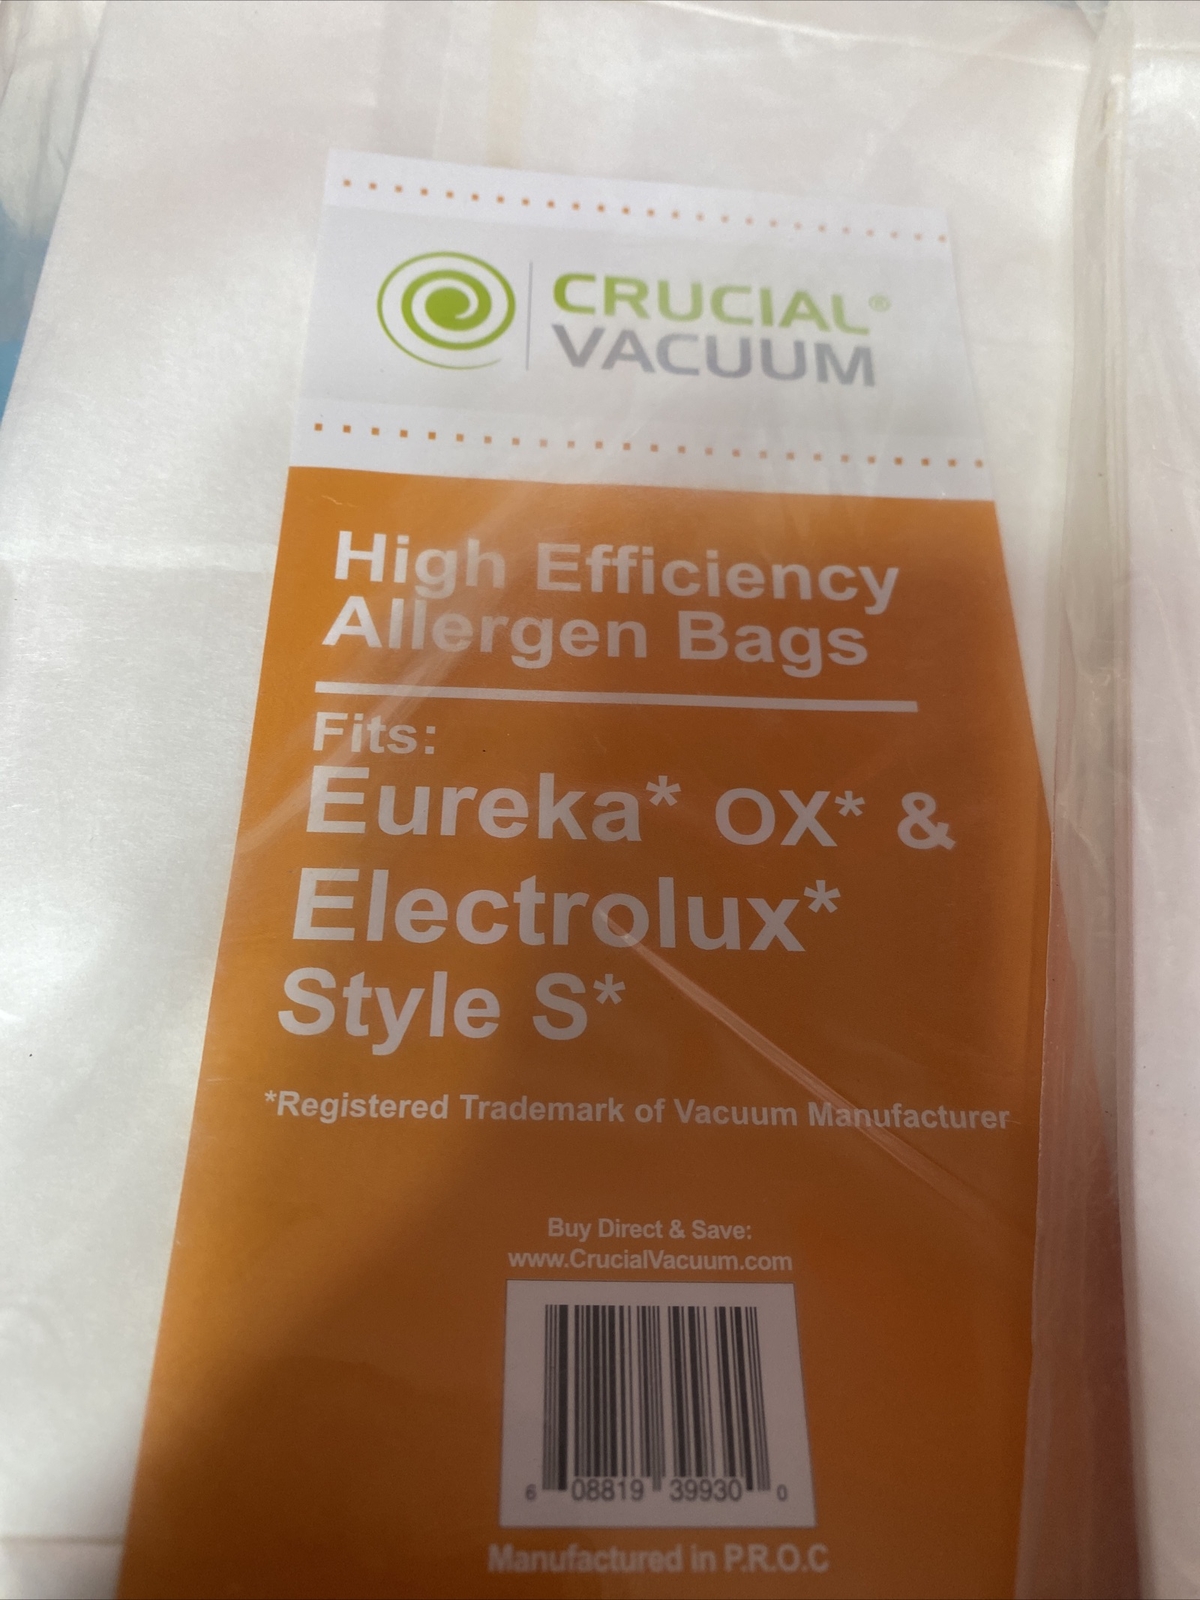 CRUCIAL®
VACUUM
High Efficiency
Allergen Bags
Fits:
Eureka* OX* &
Electrolux*
Style S*
*Registered Trademark of Vacuum Manufacturer
Buy Direct & Save:
www.CrucialVacuum.com
6 08819 39930 0
Manufactured in P.R.O.C